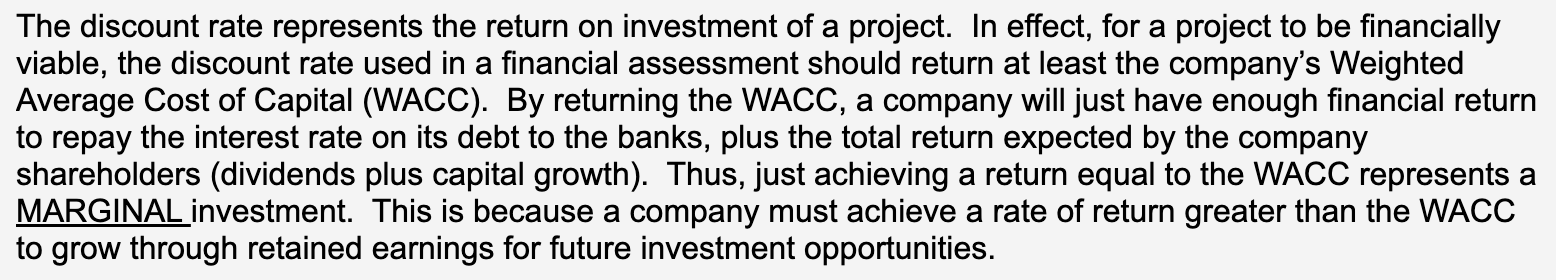 The discount rate represents the return on investment of a project.  In effect, for a project to be financially
viable, the discount rate used in a financial assessment should return at least the company’s Weighted
Average Cost of Capital (WACC).  By returning the WACC, a company will just have enough financial return
to repay the interest rate on its debt to the banks, plus the total return expected by the company
shareholders (dividends plus capital growth).  Thus, just achieving a return equal to the WACC represents a
MARGINAL investment.  This is because a company must achieve a rate of return greater than the WACC
to grow through retained earnings for future investment opportunities.